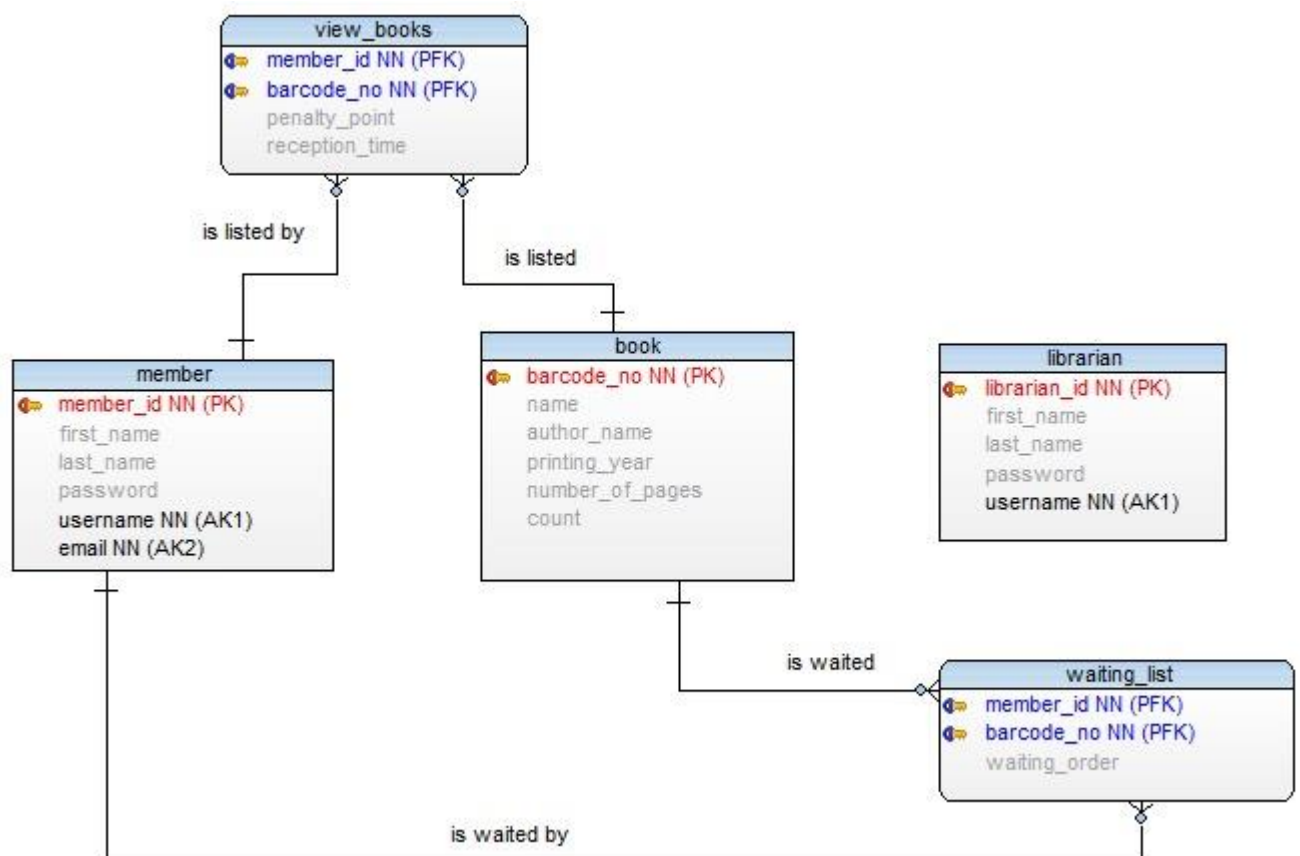 view_books
member_id NN (PFK)
barcode_no NN (PFK)
penalty_point
reception_time
is listed by
is listed
member
member_id NN (PK)
first_name
last_name
password
username NN (AK1)
email NN (AK2)
book
barcode_no NN (PK)
name
author_name
printing_year
number_of_pages
count
librarian
librarian_id NN (PK)
first_name
last_name
password
username NN (AK1)
is waited
waiting_list
member_id NN (PFK)
barcode_no NN (PFK)
waiting_order
is waited by